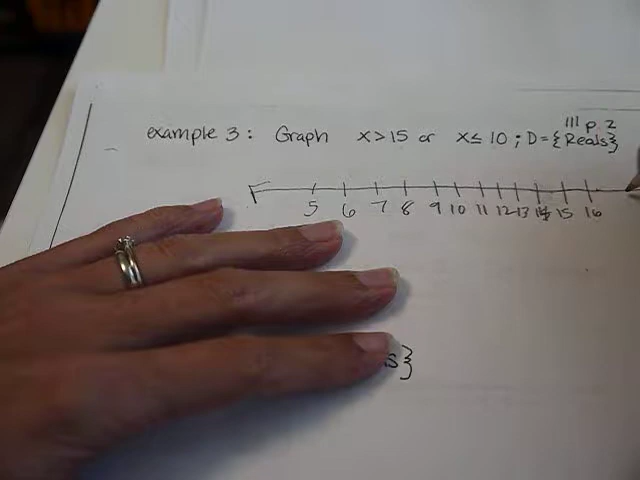 111 p. 2
example 3: Graph x > 15 or x ≤ 10; D = {Reals}
5 6 7 8 9 10 11 12 13 14 15 16
s}